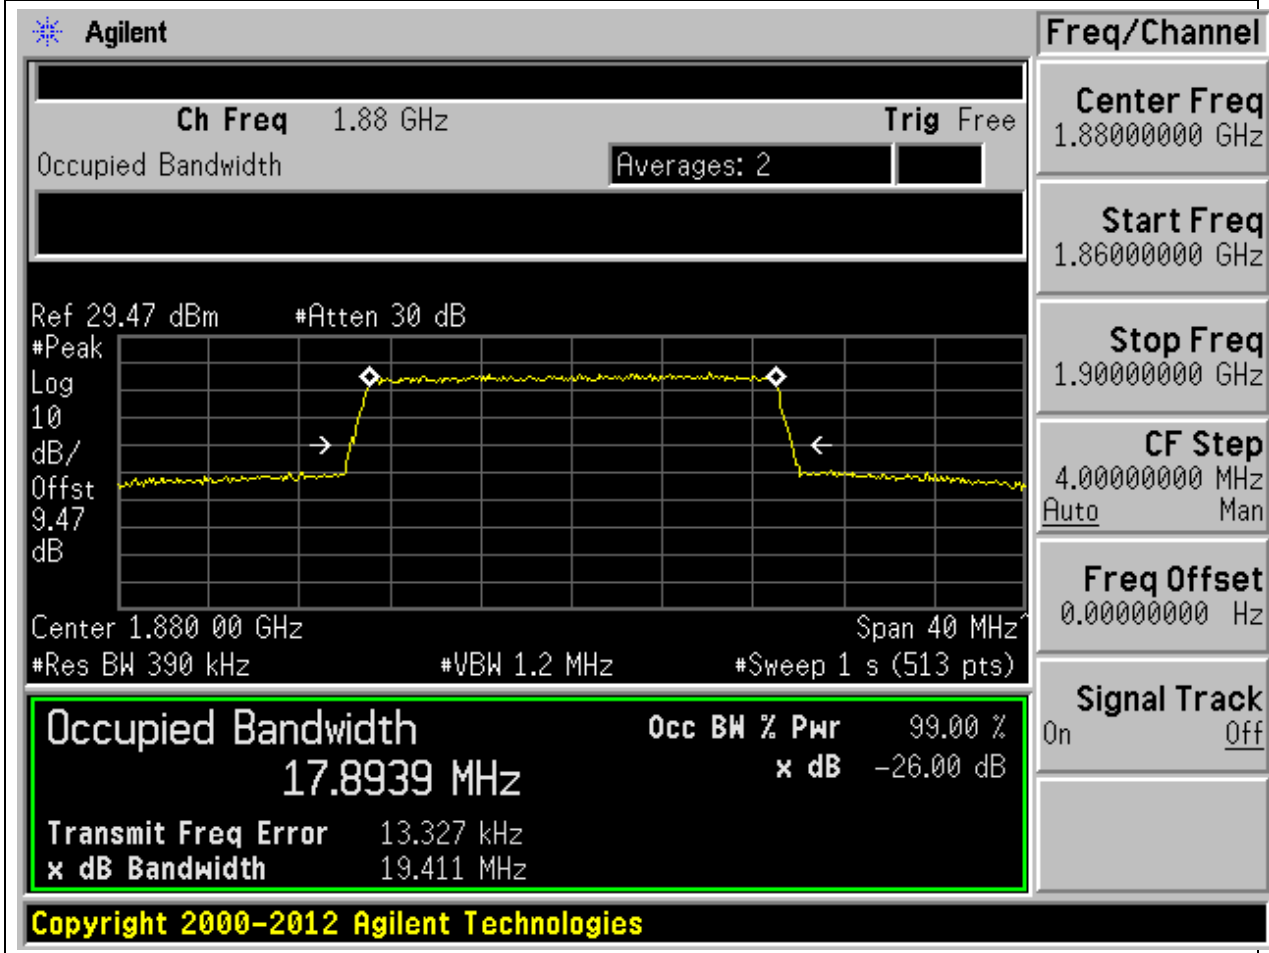 Agilent
Freq/Channel
Ch Freq 1.88 GHz Trig Free
Occupied Bandwidth Averages: 2
Center Freq
1.88000000 GHz
Start Freq
1.86000000 GHz
Stop Freq
1.90000000 GHz
CF Step
4.00000000 MHz
Auto Man
Freq Offset
0.00000000 Hz
Signal Track
On Off
Ref 29.47 dBm #Atten 30 dB
#Peak
Log
10
dB/
Offst
9.47
dB
Center 1.880 00 GHz Span 40 MHz^
#Res BW 390 kHz #VBW 1.2 MHz #Sweep 1 s (513 pts)
Occupied Bandwidth
17.8939 MHz
Occ BW % Pwr 99.00 %
x dB -26.00 dB
Transmit Freq Error 13.327 kHz
x dB Bandwidth 19.411 MHz
Copyright 2000-2012 Agilent Technologies